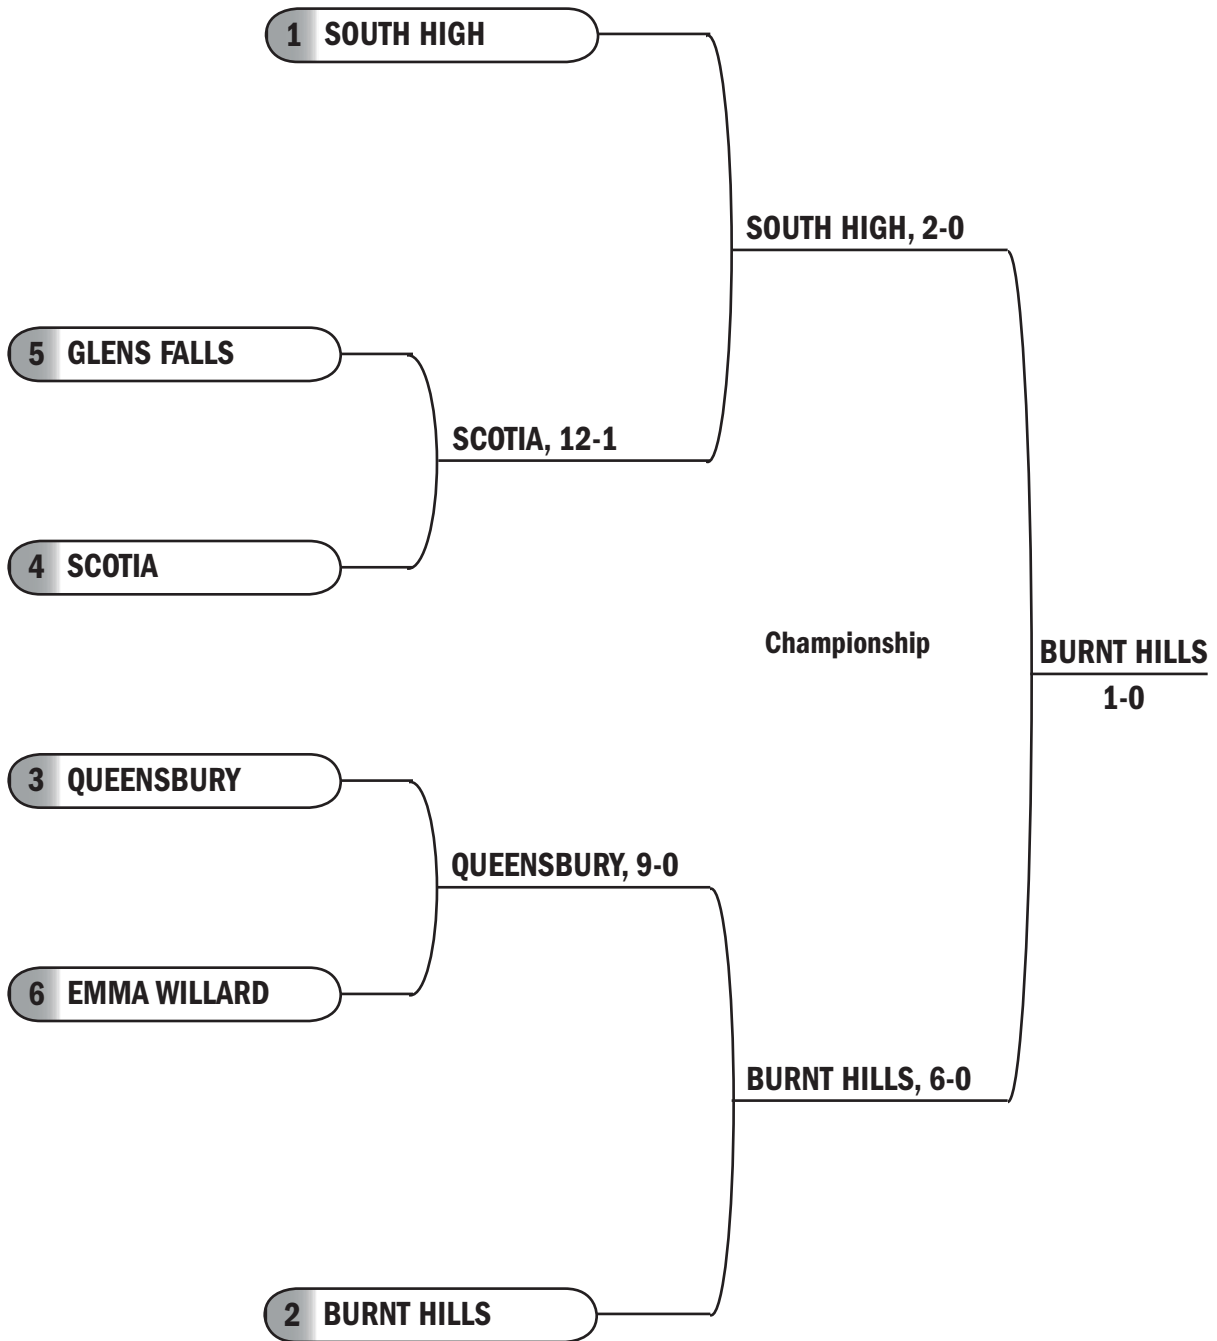 1 SOUTH HIGH
SOUTH HIGH, 2-0
5 GLENS FALLS
SCOTIA, 12-1
4 SCOTIA
Championship
BURNT HILLS
1-0
3 QUEENSBURY
QUEENSBURY, 9-0
6 EMMA WILLARD
BURNT HILLS, 6-0
2 BURNT HILLS